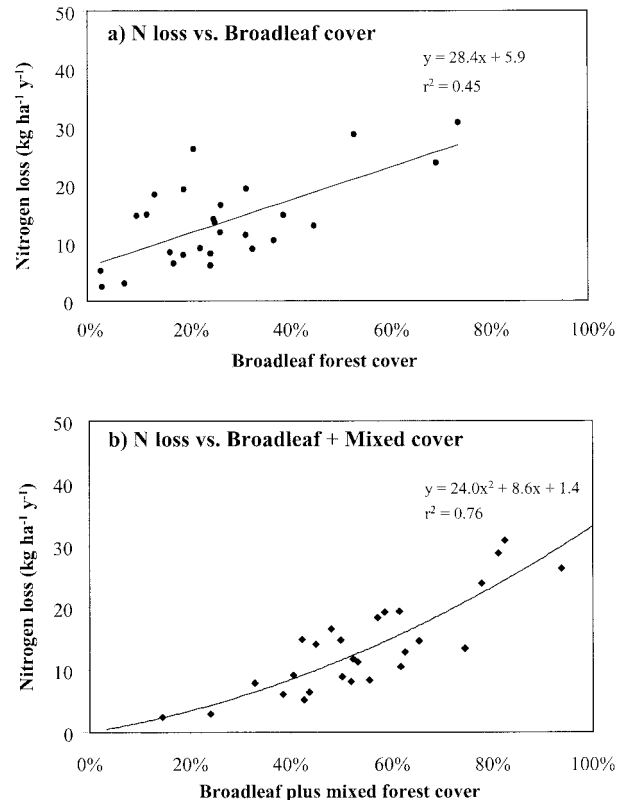 50
a) N loss vs. Broadleaf cover
y = 28.4x + 5.9
r² = 0.45
40
30
20
10
0
Nitrogen loss (kg ha⁻¹ y⁻¹)
0% 20% 40% 60% 80% 100%
Broadleaf forest cover
50
b) N loss vs. Broadleaf + Mixed cover
y = 24.0x² + 8.6x + 1.4
r² = 0.76
40
30
20
10
0
Nitrogen loss (kg ha⁻¹ y⁻¹)
0% 20% 40% 60% 80% 100%
Broadleaf plus mixed forest cover